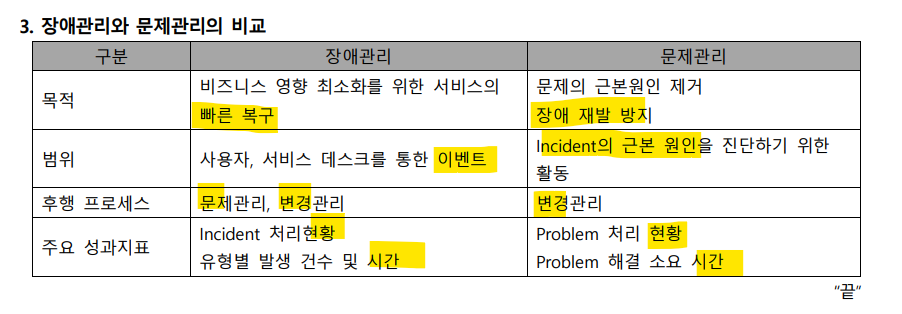 3. 장애관리와 문제관리의 비교
구분 장애관리 문제관리
목적 비즈니스 영향 최소화를 위한 서비스의 빠른 복구 문제의 근본원인 제거 장애 재발 방지
범위 사용자, 서비스 데스크를 통한 이벤트 Incident의 근본 원인을 진단하기 위한 활동
후행 프로세스 문제관리, 변경관리 변경관리
주요 성과지표 Incident 처리현황 유형별 발생 건수 및 시간 Problem 처리 현황 Problem 해결 소요 시간
"끝"